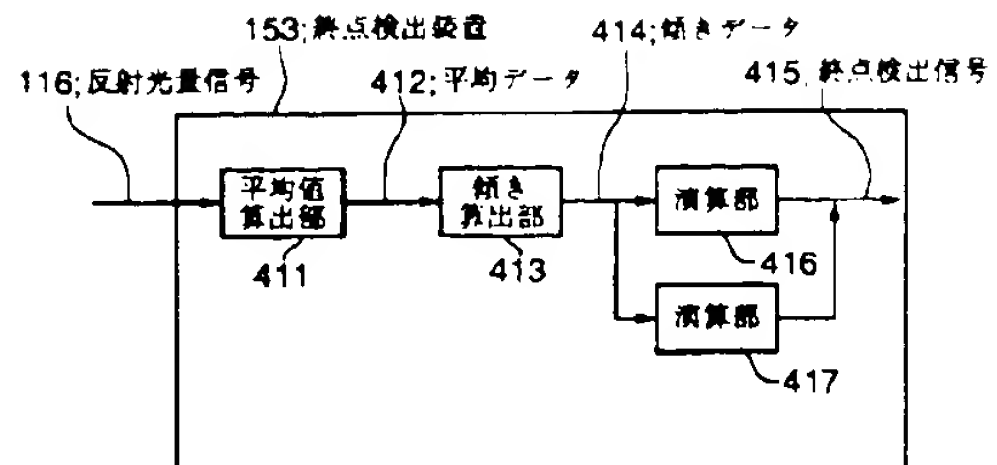 153;終点検出装置
414;傾きデータ
116;反射光量信号
412;平均データ
415,終点検出信号
平均値
算出部
411
傾き
算出部
413
演算部
416
演算部
417